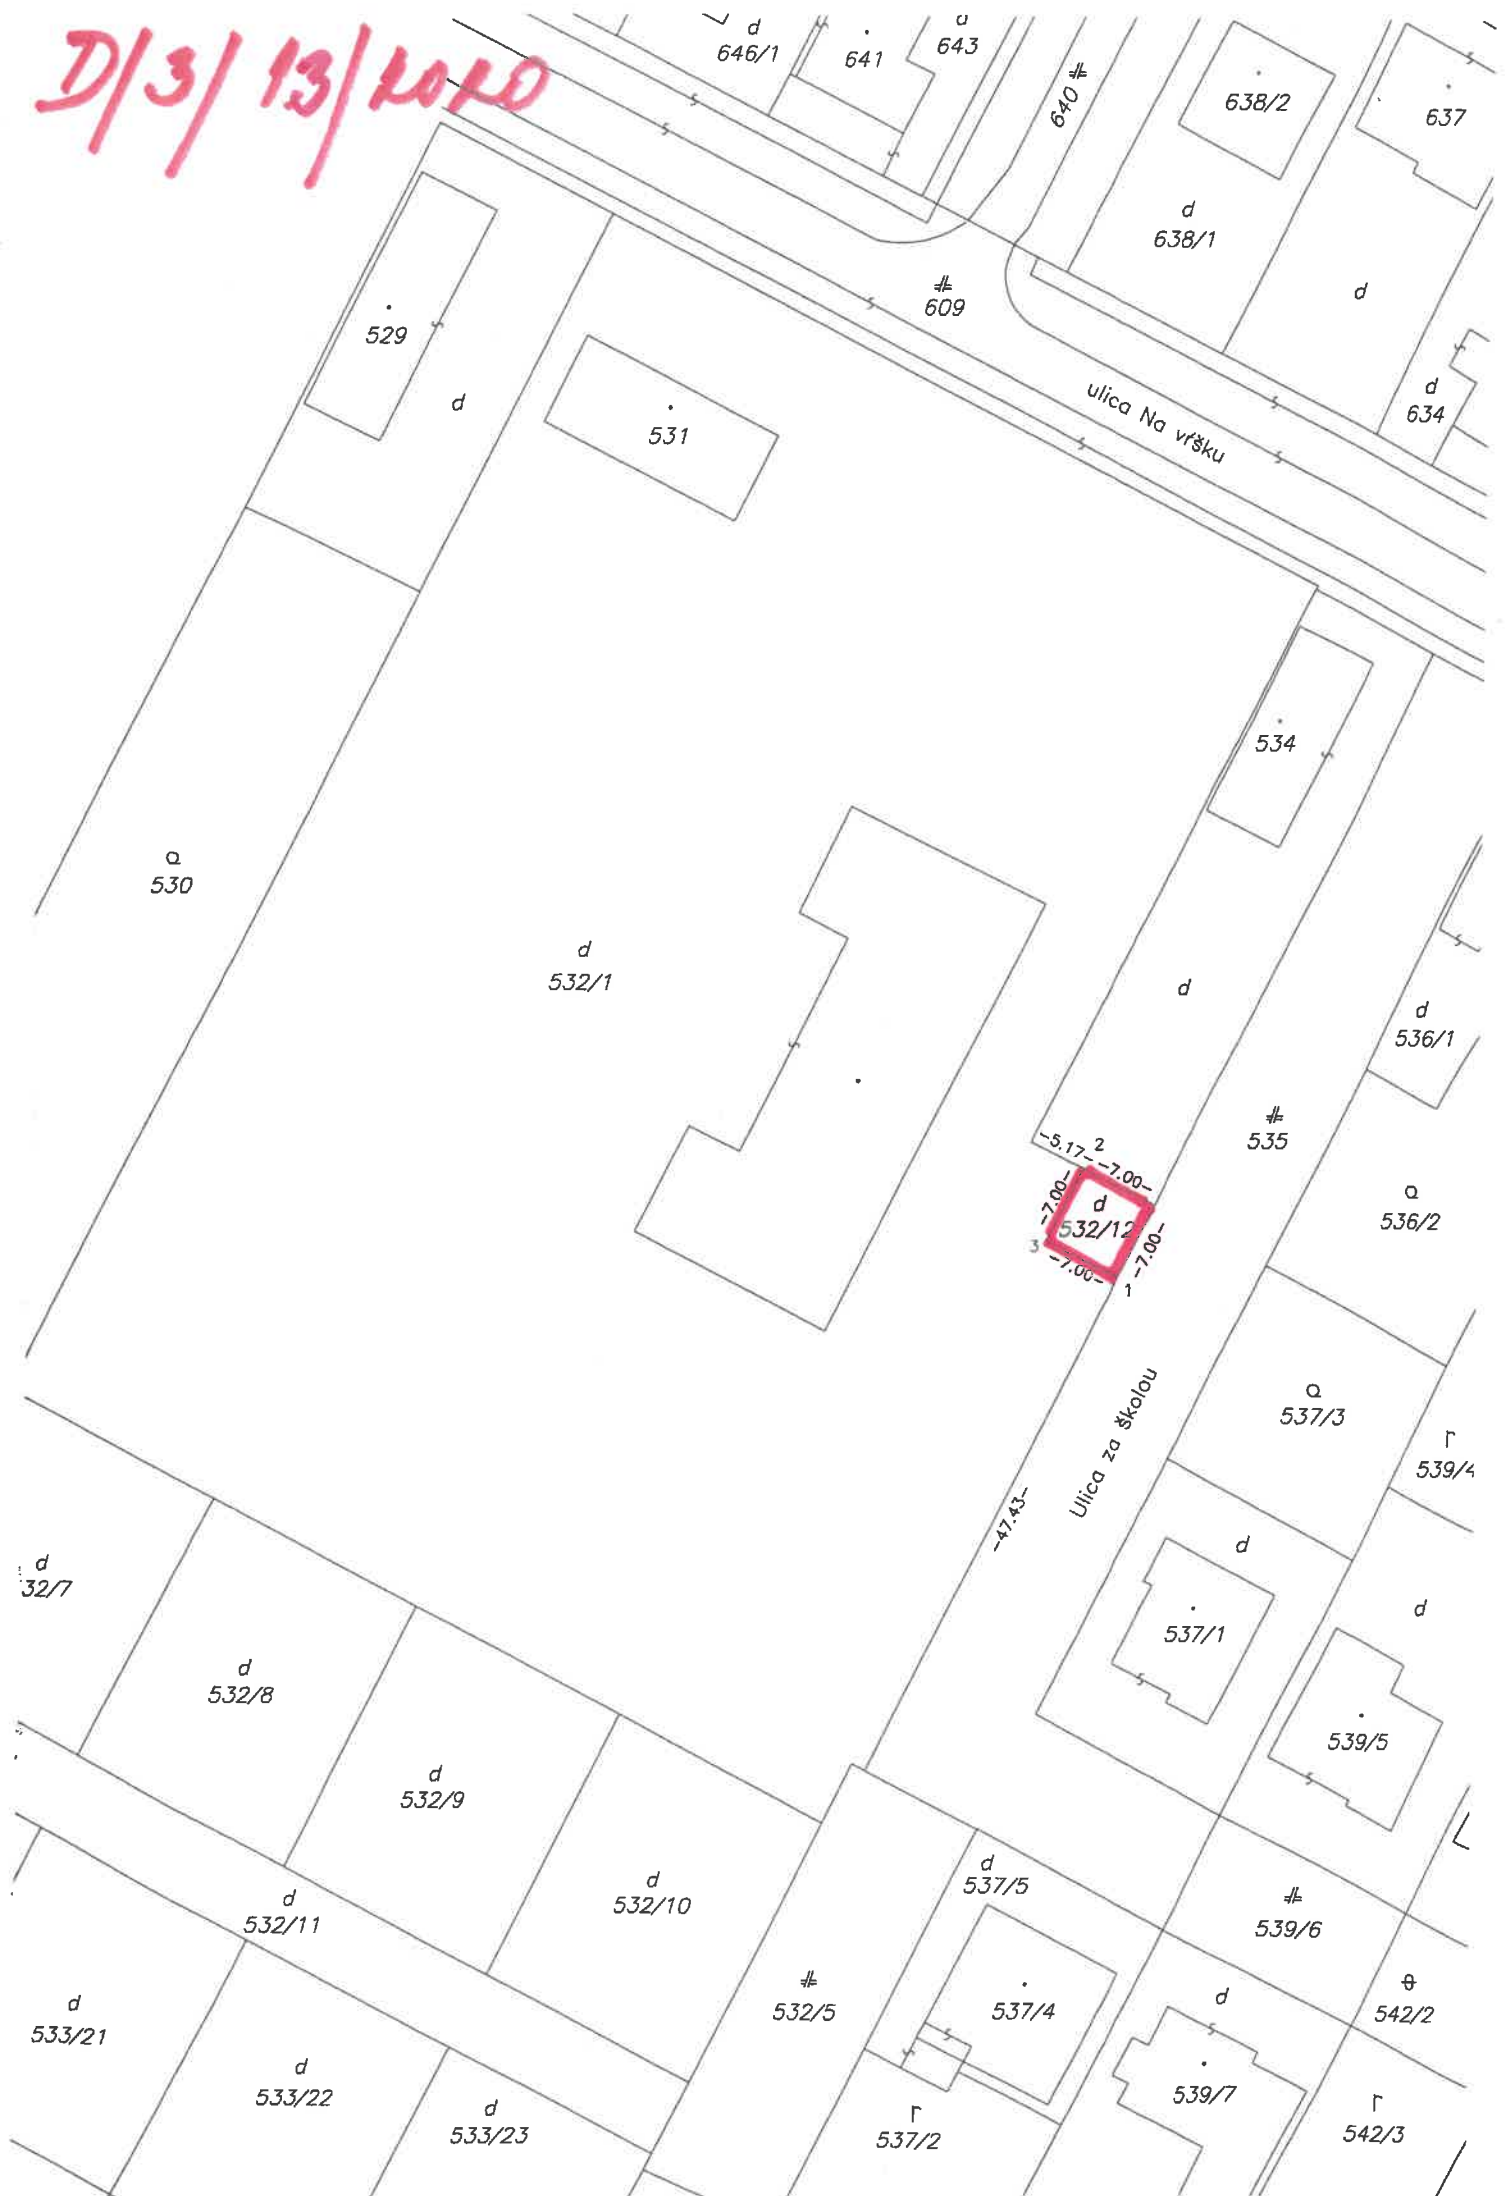 D/3/13/2020
d
646/1
641
d
643
640
638/2
637
d
638/1
d
609
529
d
531
ulica Na vŕšku
d
634
534
a
530
d
532/1
d
d
536/1
535
a
536/2
-5.17-
2
-7.00-
-7.00-
d
532/12
-7.00-
3
-7.00-
1
a
537/3
r
539/4
Ulica za školou
-47.43-
d
537/1
d
539/5
d
32/7
d
532/8
d
532/9
d
532/10
d
532/11
d
537/5
539/6
532/5
537/4
d
542/2
d
533/21
d
533/22
d
533/23
r
537/2
539/7
r
542/3